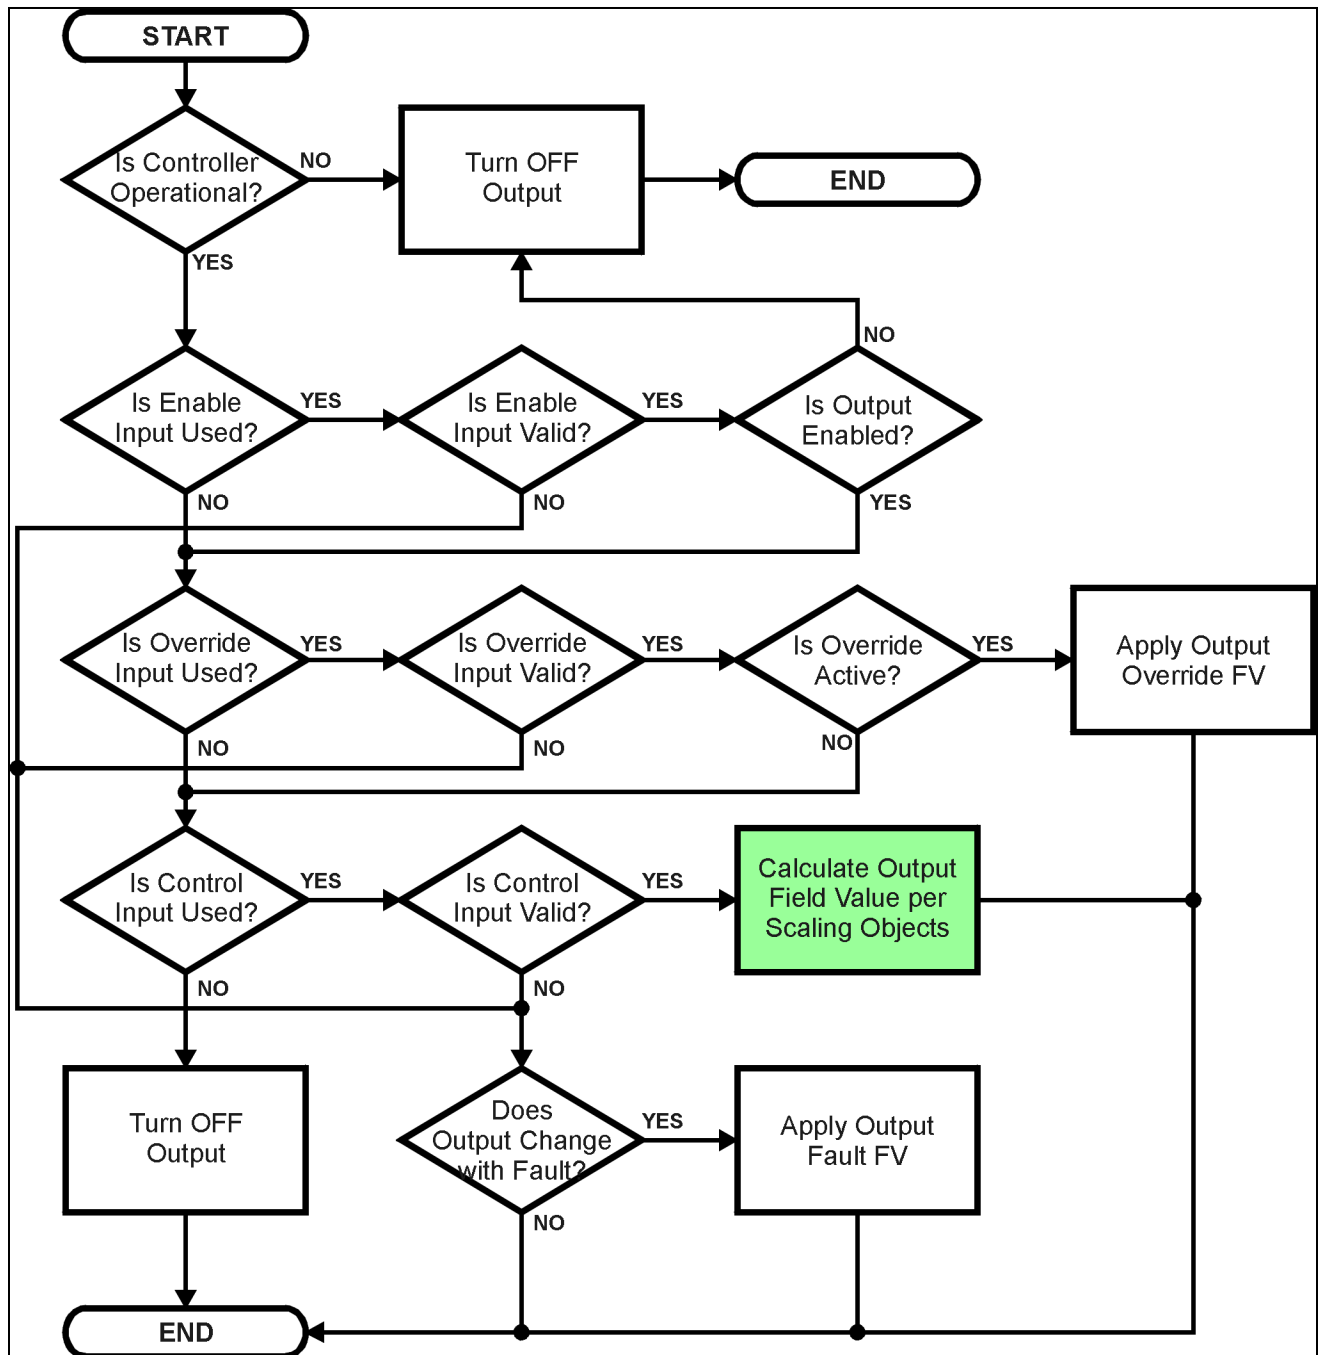 START
Is Controller
Operational?
NO
YES
Turn OFF
Output
END
Is Enable
Input Used?
YES
NO
Is Enable
Input Valid?
YES
NO
Is Output
Enabled?
NO
YES
Is Override
Input Used?
YES
NO
Is Override
Input Valid?
YES
NO
Is Override
Active?
YES
NO
Apply Output
Override FV
Is Control
Input Used?
YES
NO
Is Control
Input Valid?
YES
NO
Calculate Output
Field Value per
Scaling Objects
Turn OFF
Output
Does
Output Change
with Fault?
YES
NO
Apply Output
Fault FV
END